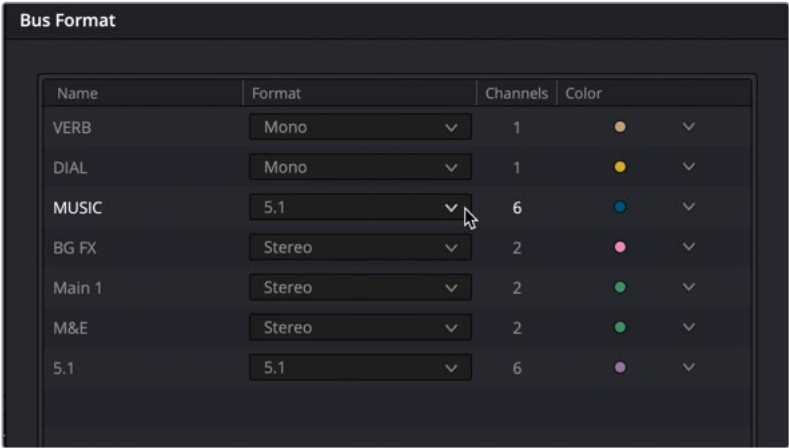 Bus Format
Name Format Channels Color
VERB Mono 1
DIAL Mono 1
MUSIC 5.1 6
BG FX Stereo 2
Main 1 Stereo 2
M&E Stereo 2
5.1 5.1 6